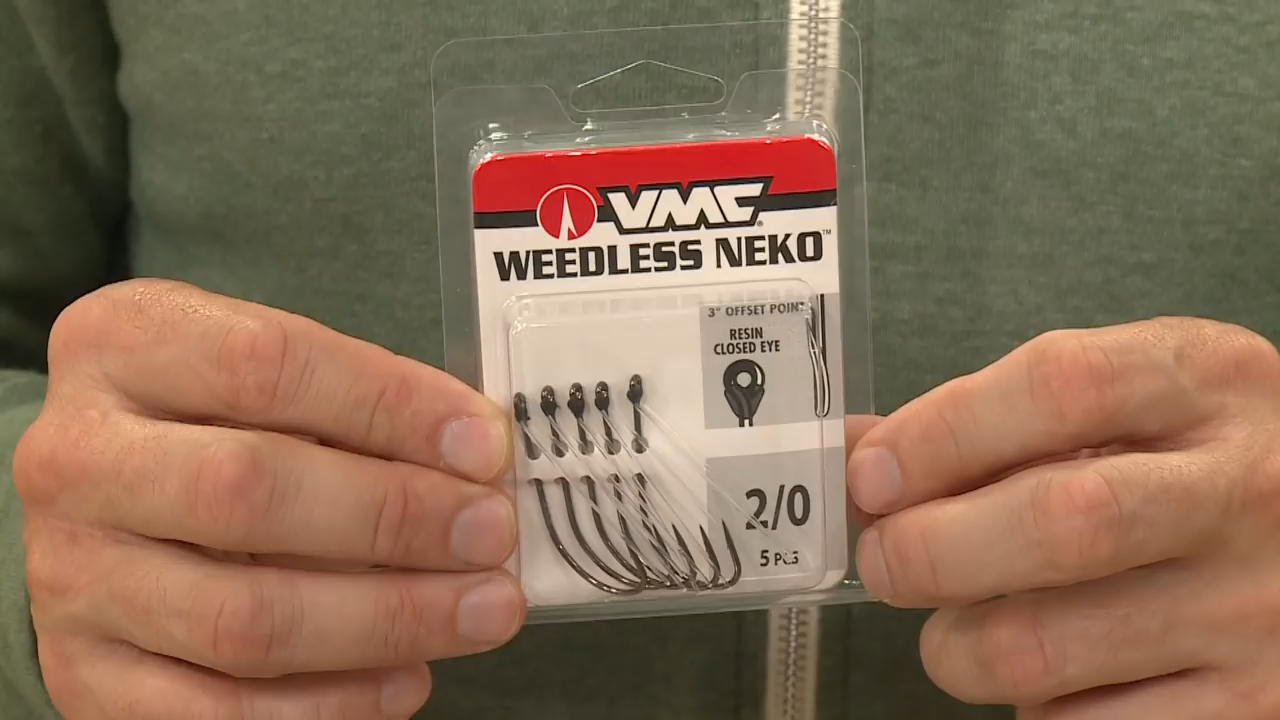 VMC®
WEEDLESS NEKO™
3° OFFSET POINT
RESIN
CLOSED EYE
2/0
5 PCS